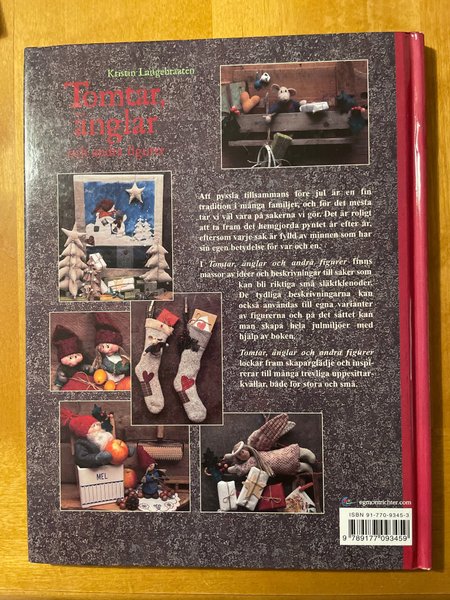 Kristin Langebraaten
Tomtar,
änglar
och andra figurer
Att pyssla tillsammans före jul är en fin
tradition i många familjer, och för det mesta
tar vi väl vara på sakerna vi gör. Det är roligt
att ta fram det hemgjorda pyntet år efter år,
eftersom varje sak är fylld av minnen som har
sin egen betydelse för var och en.
I Tomtar, änglar och andra figurer finns
massor av idéer och beskrivningar till saker som
kan bli riktiga små släktklenoder.
De tydliga beskrivningarna kan
också användas till egna varianter
av figurerna och på det sättet kan
man skapa hela julmiljöer med
hjälp av boken.
Tomtar, änglar och andra figurer
lockar fram skaparglädje och inspi-
rerar till många trevliga uppesittar-
kvällar, både för stora och små.
MEL
egmontrichter.com
ISBN 91-770-9345-3
9 789177 093459